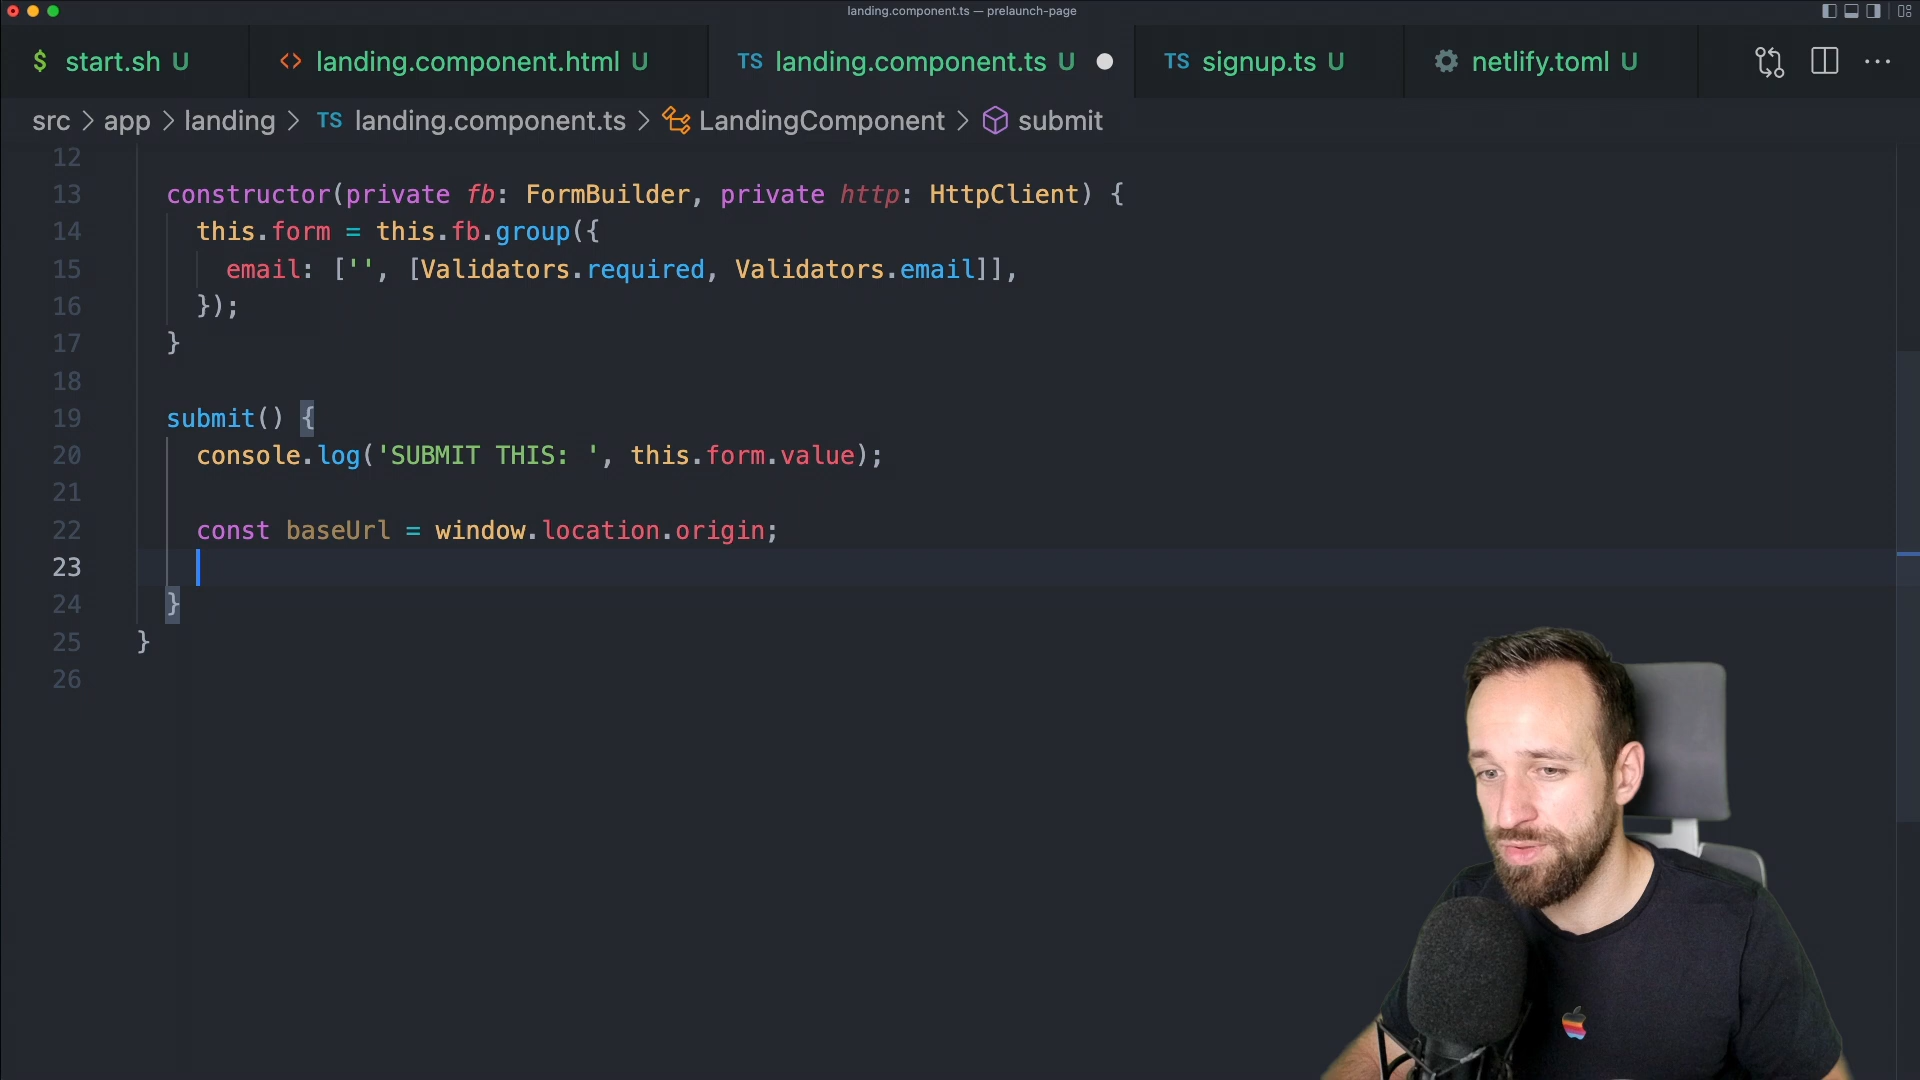 landing.component.ts — prelaunch-page
$ start.sh U <> landing.component.html U TS landing.component.ts U TS signup.ts U netlify.toml U ...
src > app > landing > TS landing.component.ts > LandingComponent > submit
12
13 constructor(private fb: FormBuilder, private http: HttpClient) {
14 this.form = this.fb.group({
15 email: ['', [Validators.required, Validators.email]],
16 });
17 }
18
19 submit() {
20 console.log('SUBMIT THIS: ', this.form.value);
21
22 const baseUrl = window.location.origin;
23
24 }
25 }
26